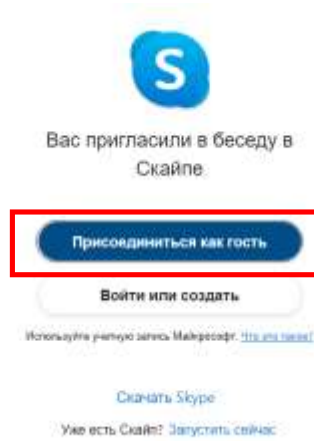 S
Вас пригласили в беседу в
Скайпе
Присоединиться как гость
Войти или создать
Используйте учетную запись Майкрософт. Что это такое?
Скачать Skype
Уже есть Скайп? Запустить сейчас